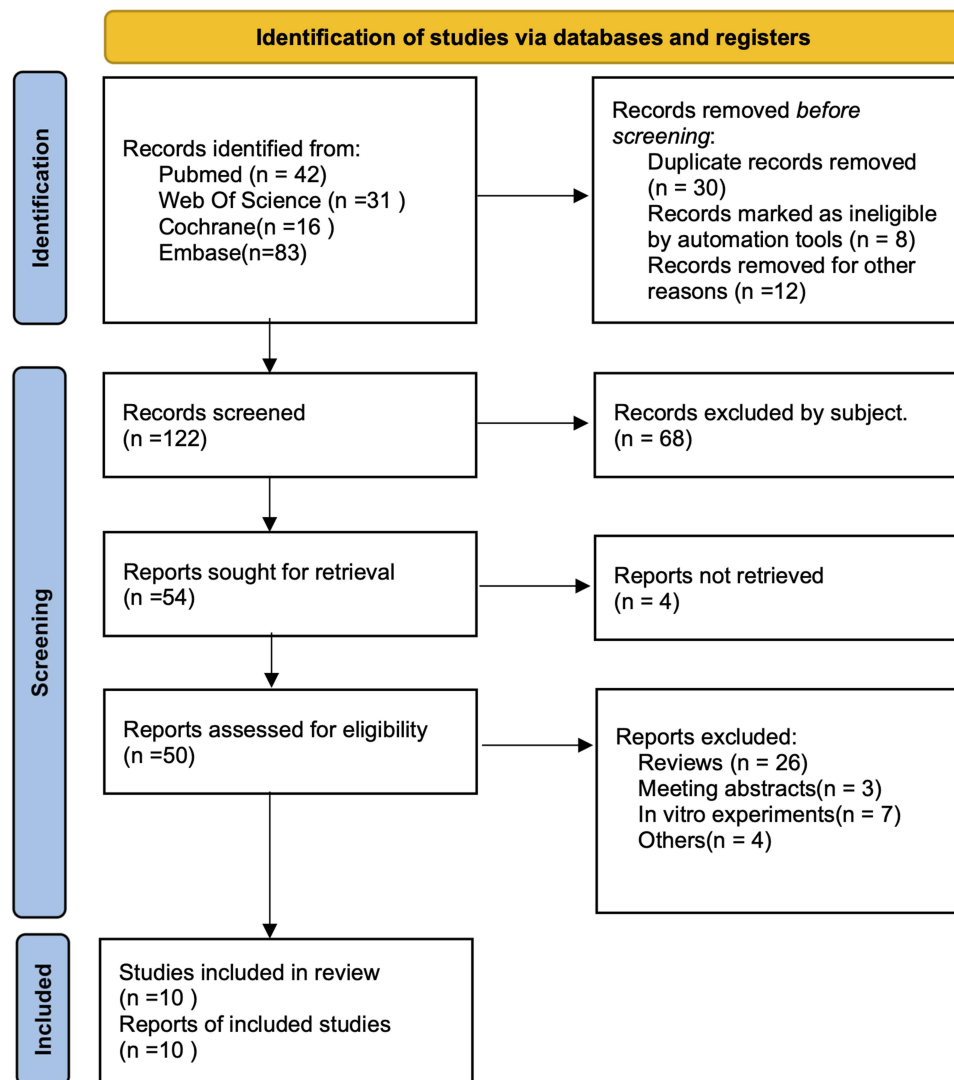 Identification of studies via databases and registers
Identification
Records identified from:
Pubmed (n = 42)
Web Of Science (n =31 )
Cochrane(n =16 )
Embase(n=83)
Records removed before
screening:
Duplicate records removed
(n = 30)
Records marked as ineligible
by automation tools (n = 8)
Records removed for other
reasons (n =12)
Screening
Records screened
(n =122)
Records excluded by subject.
(n = 68)
Reports sought for retrieval
(n =54)
Reports not retrieved
(n = 4)
Reports assessed for eligibility
(n =50)
Reports excluded:
Reviews (n = 26)
Meeting abstracts(n = 3)
In vitro experiments(n = 7)
Others(n = 4)
Included
Studies included in review
(n =10 )
Reports of included studies
(n =10 )